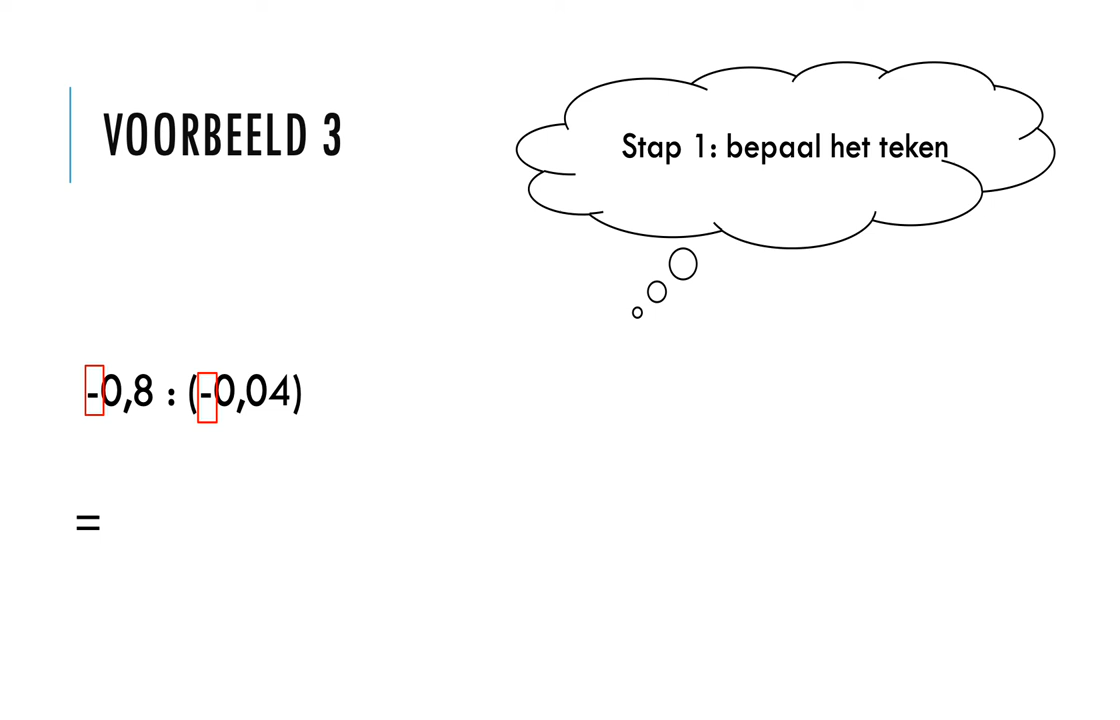 VOORBEELD 3
Stap 1: bepaal het teken
-0,8 : (-0,04)
=